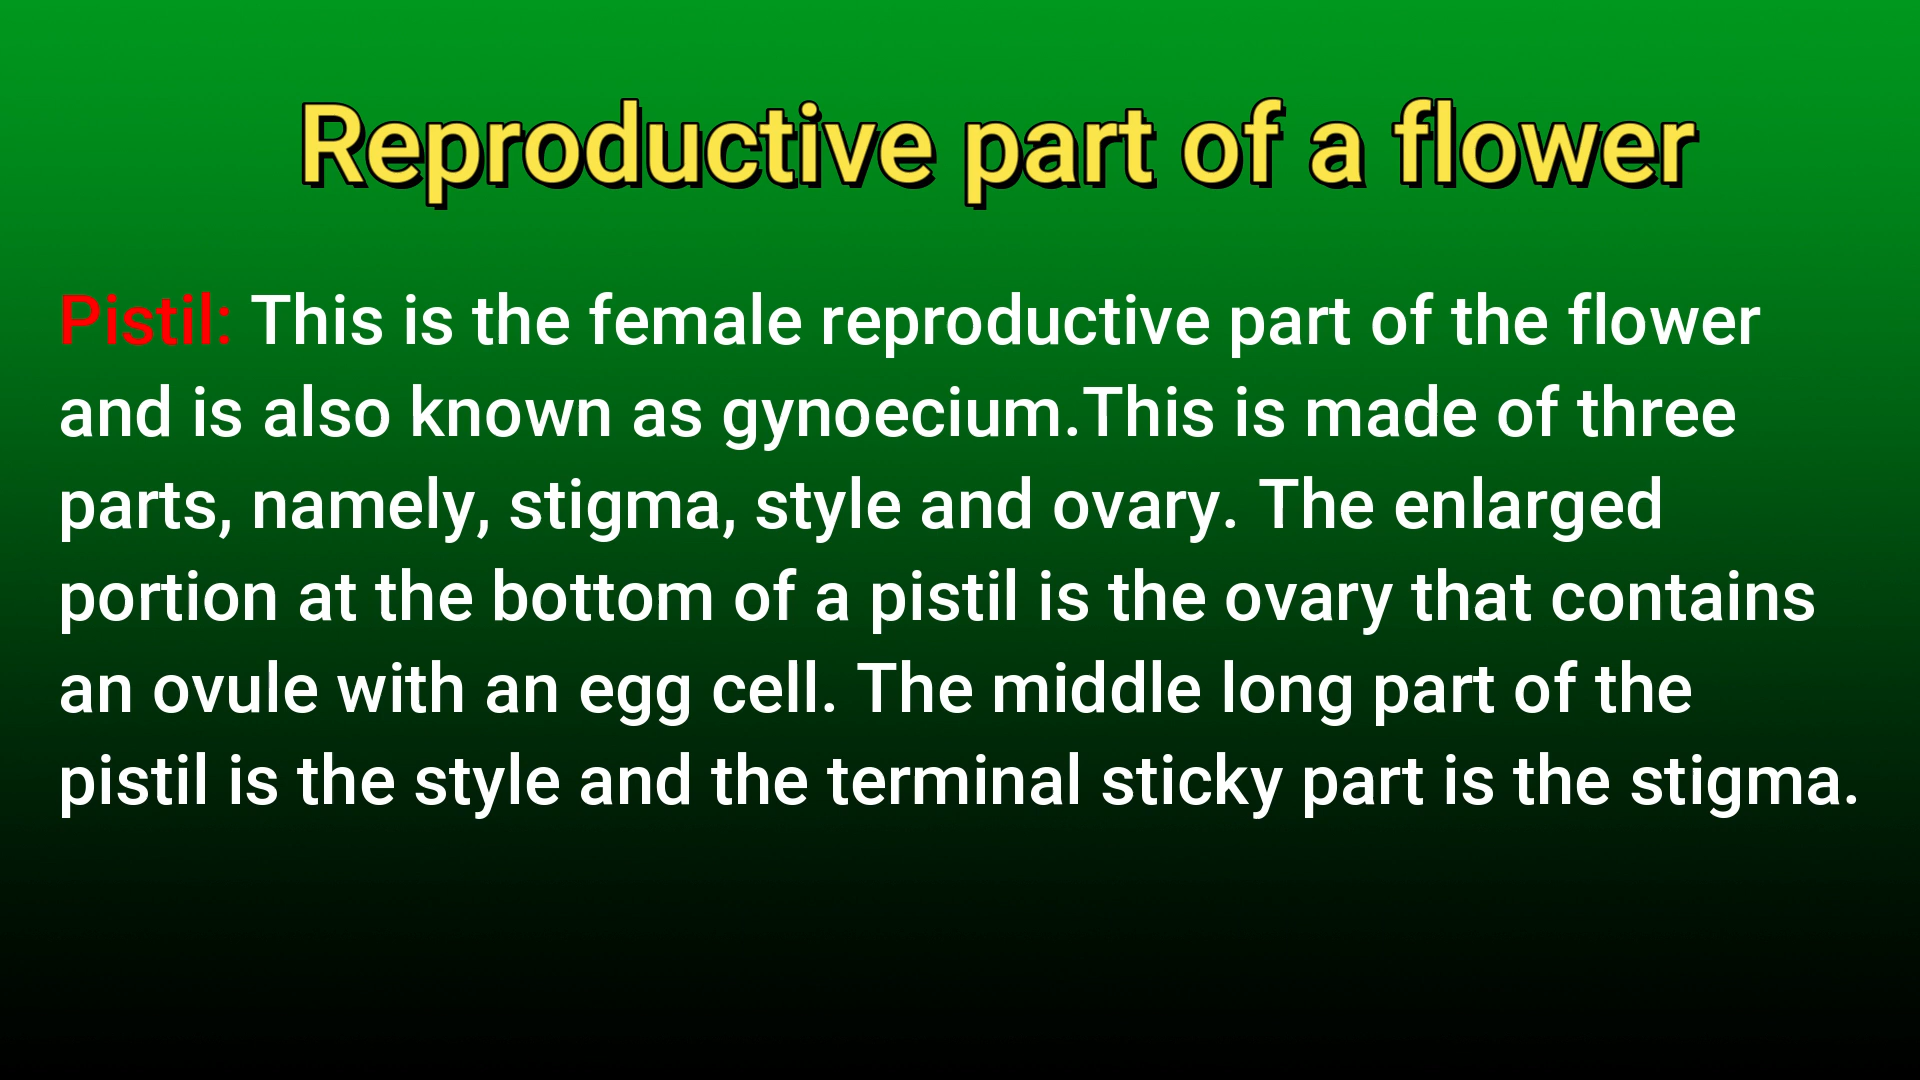 Reproductive part of a flower
Pistil: This is the female reproductive part of the flower
and is also known as gynoecium.This is made of three
parts, namely, stigma, style and ovary. The enlarged
portion at the bottom of a pistil is the ovary that contains
an ovule with an egg cell. The middle long part of the
pistil is the style and the terminal sticky part is the stigma.